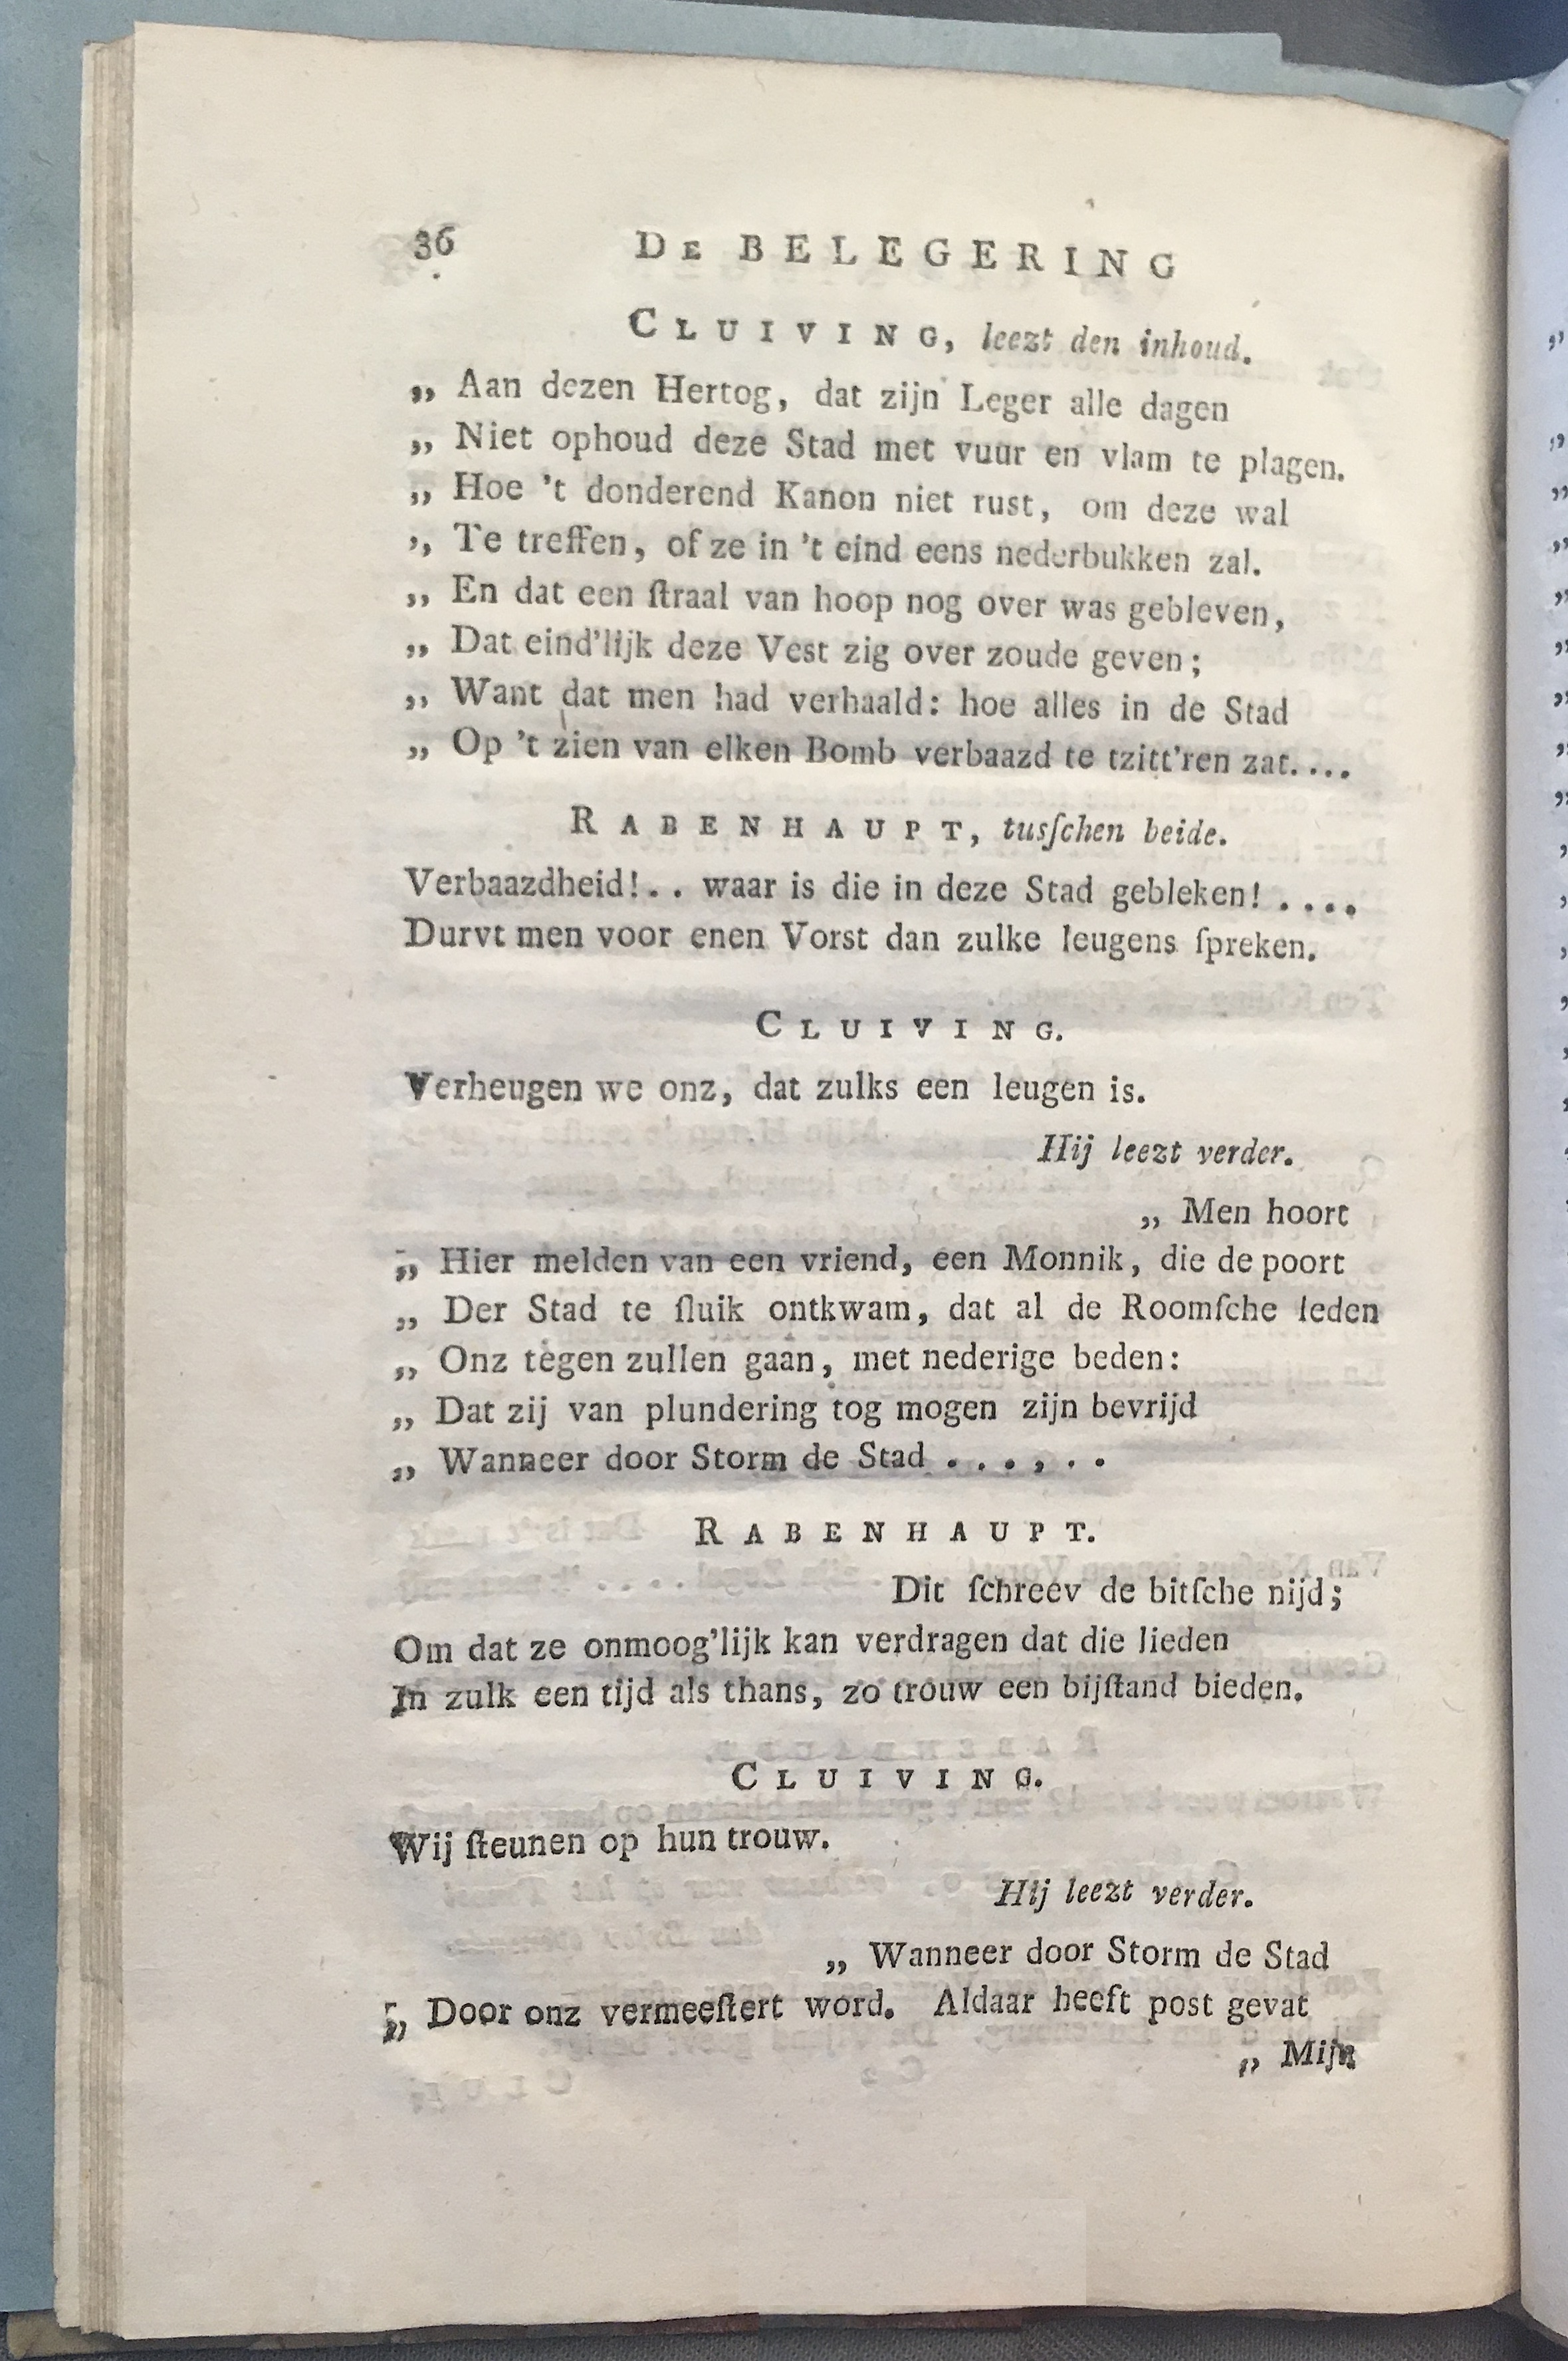 36 DE BELEGERING
CLUIVING, leezt den inhoud.
„ Aan dezen Hertog, dat zijn Leger alle dagen
„ Niet ophoud deze Stad met vuur en vlam te plagen.
„ Hoe 't donderend Kanon niet rust, om deze wal
„ Te treffen, of ze in 't eind eens nederbukken zal.
„ En dat een ſtraal van hoop nog over was gebleven,
„ Dat eind'lijk deze Vest zig over zoude geven;
„ Want dat men had verhaald: hoe alles in de Stad
„ Op 't zien van elken Bomb verbaazd te tzitt'ren zat....
RABENHAUPT, tusſchen beide.
Verbaazdheid!.. waar is die in deze Stad gebleken!....
Durvt men voor enen Vorst dan zulke leugens ſpreken.
CLUIVING.
Verheugen we onz, dat zulks een leugen is.
Hij leezt verder.
„ Men hoort
„ Hier melden van een vriend, een Monnik, die de poort
„ Der Stad te ſluik ontkwam, dat al de Roomſche leden
„ Onz tegen zullen gaan, met nederige beden:
„ Dat zij van plundering tog mogen zijn bevrijd
„ Wanneer door Storm de Stad ...,..
RABENHAUPT.
Dit ſchreev de bitſche nijd;
Om dat ze onmoog'lijk kan verdragen dat die lieden
In zulk een tijd als thans, zo trouw een bijſtand bieden.
CLUIVING.
Wij ſteunen op hun trouw.
Hij leezt verder.
„ Wanneer door Storm de Stad
„ Door onz vermeeſtert word. Aldaar heeft post gevat
„ Mijn